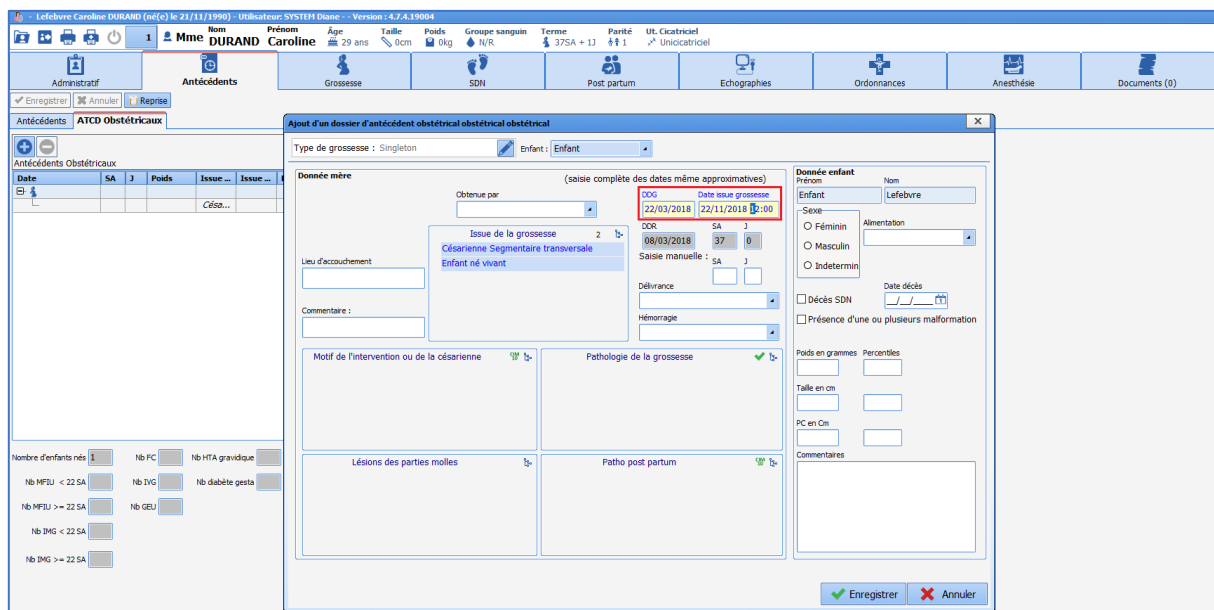 - Lefebvre Caroline DURAND (né(e) le 21/11/1990) - Utilisateur: SYSTEM Diane - - Version : 4.7.4.19004
1 Mme Nom DURAND Prénom Caroline Âge 29 ans Taille 0cm Poids 0kg Groupe sanguin N/R Terme 37SA + 1J Parité 1 Ut. Cicatriciel Unicicatriciel
Administratif Antécédents Grossesse SDN Post partum Echographies Ordonnances Anesthésie Documents (0)
Enregistrer Annuler Reprise
Antécédents ATCD Obstétricaux
Antécédents Obstétricaux
Date SA J Poids Issue ... Issue ...
Césa...
Nombre d'enfants nés 1 Nb FC Nb HTA gravidique
Nb MFIU < 22 SA Nb IVG Nb diabète gesta
Nb MFIU >= 22 SA Nb GEU
Nb IMG < 22 SA
Nb IMG >= 22 SA
Ajout d'un dossier d'antécédent obstétrical obstétrical obstétrical
Type de grossesse : Singleton Enfant : Enfant
Donnée mère (saisie complète des dates même approximatives)
Obtenue par DDG Date issue grossesse
22/03/2018 22/11/2018 12:00
Issue de la grossesse 2 DDR SA J
Césarienne Segmentaire transversale 08/03/2018 37 0
Enfant né vivant Saisie manuelle : SA J
Lieu d'accouchement
Délivrance
Commentaire :
Hémorragie
Motif de l'intervention ou de la césarienne CIM 10 Pathologie de la grossesse
Lésions des parties molles Patho post partum CIM 10
Donnée enfant
Prénom Nom
Enfant Lefebvre
Sexe
Féminin Alimentation
Masculin
Indetermin
Date décès
Décès SDN _/_/___
Présence d'une ou plusieurs malformation
Poids en grammes Percentiles
Taille en cm
PC en Cm
Commentaires
Enregistrer Annuler